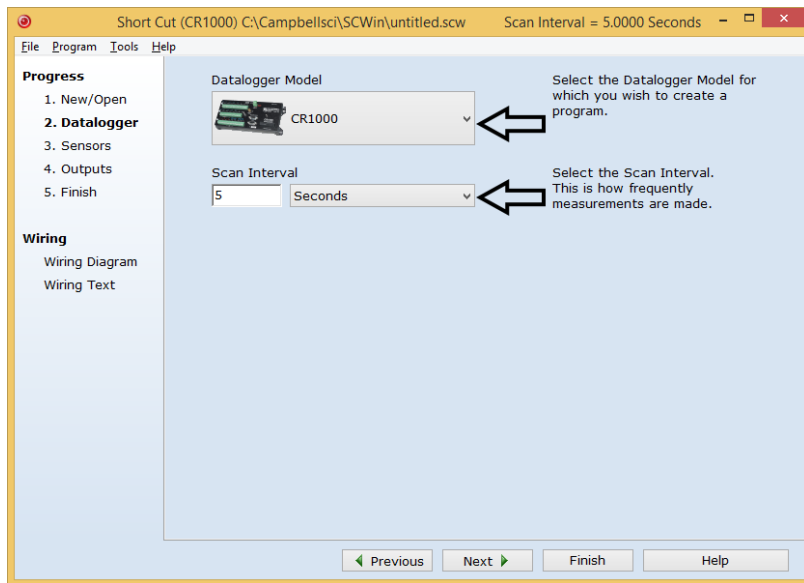 Short Cut (CR1000) C:\Campbellsci\SCWin\untitled.scw Scan Interval = 5.0000 Seconds
File Program Tools Help
Progress
1. New/Open
2. Datalogger
3. Sensors
4. Outputs
5. Finish
Wiring
Wiring Diagram
Wiring Text
Datalogger Model
CR1000
Select the Datalogger Model for
which you wish to create a
program.
Scan Interval
5 Seconds
Select the Scan Interval.
This is how frequently
measurements are made.
Previous Next Finish Help